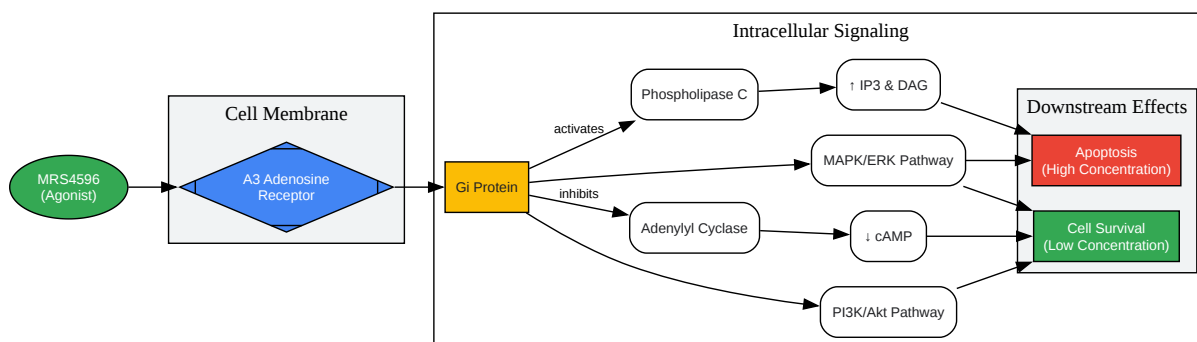 Intracellular Signaling
Cell Membrane
Downstream Effects
MRS4596
(Agonist)
A3 Adenosine
Receptor
Gi Protein
activates
inhibits
Phospholipase C
↑ IP3 & DAG
MAPK/ERK Pathway
Adenylyl Cyclase
↓ cAMP
PI3K/Akt Pathway
Apoptosis
(High Concentration)
Cell Survival
(Low Concentration)